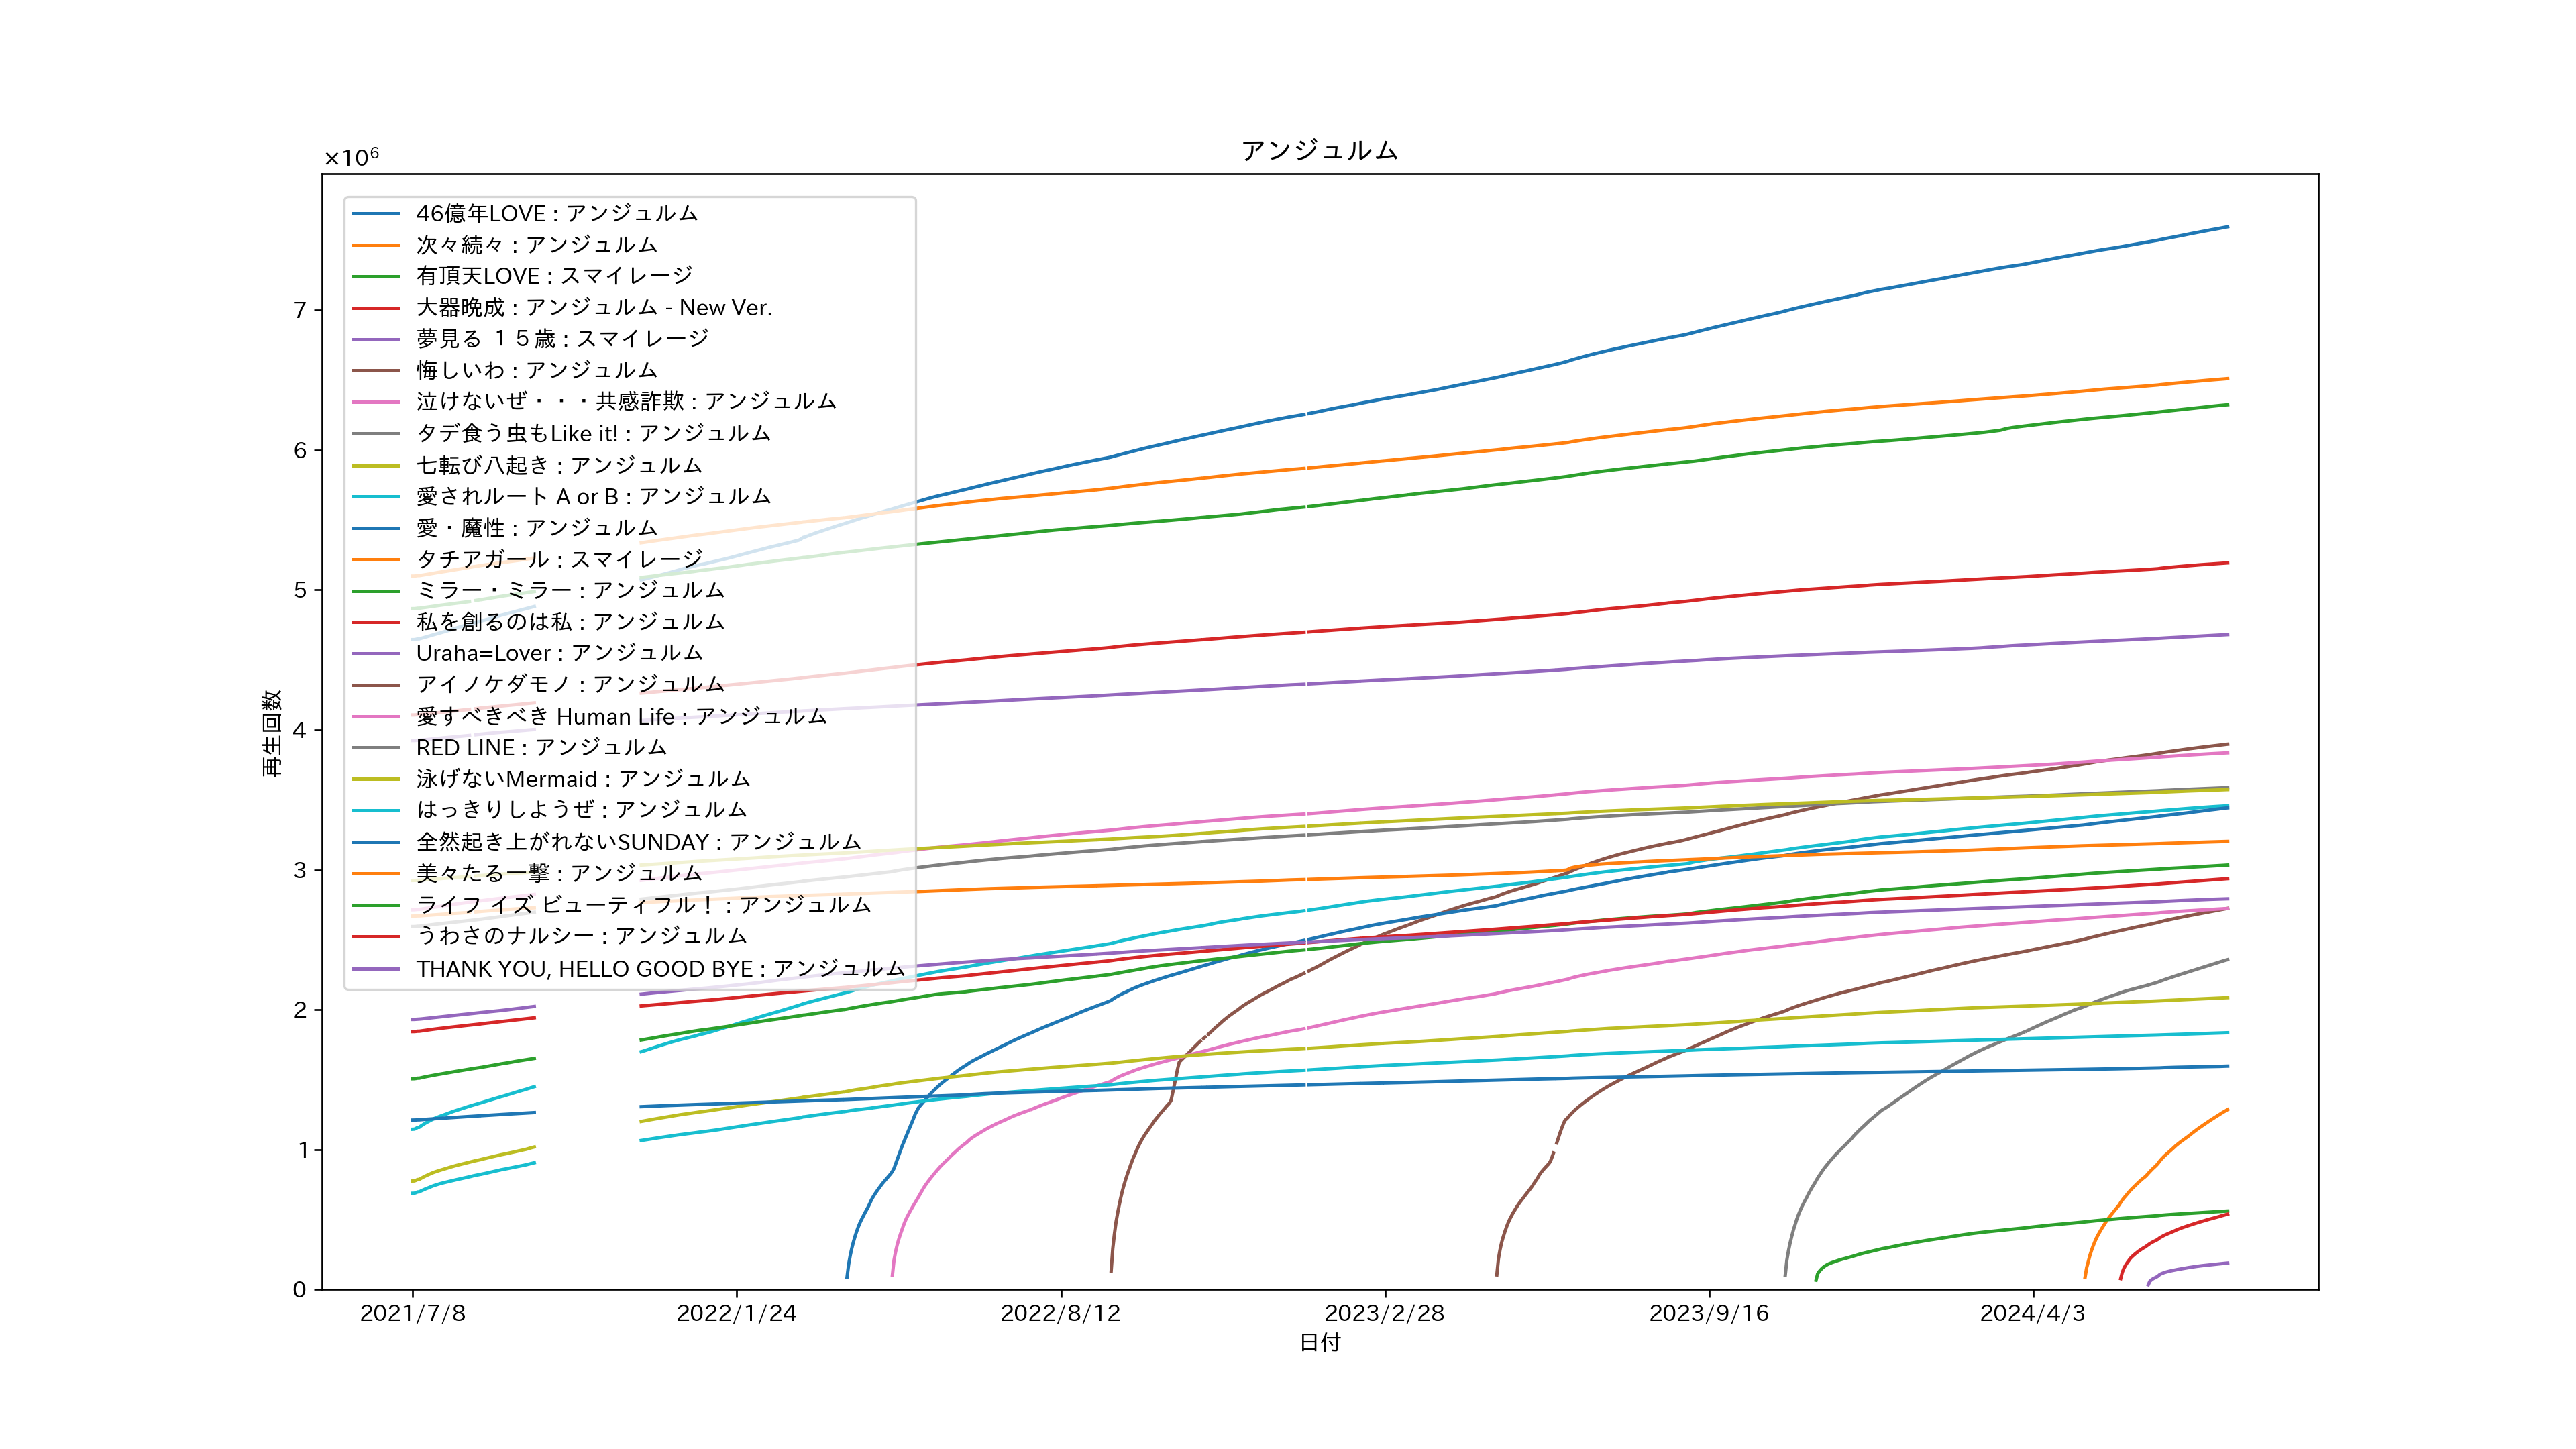 アンジュルム
×10⁶
46億年LOVE : アンジュルム
次々続々 : アンジュルム
有頂天LOVE : スマイレージ
大器晩成 : アンジュルム - New Ver.
夢見る １５歳 : スマイレージ
悔しいわ : アンジュルム
泣けないぜ・・・共感詐欺 : アンジュルム
タデ食う虫もLike it! : アンジュルム
七転び八起き : アンジュルム
愛されルート A or B : アンジュルム
愛・魔性 : アンジュルム
タチアガール : スマイレージ
ミラー・ミラー : アンジュルム
私を創るのは私 : アンジュルム
Uraha=Lover : アンジュルム
アイノケダモノ : アンジュルム
愛すべきべき Human Life : アンジュルム
RED LINE : アンジュルム
泳げないMermaid : アンジュルム
はっきりしようぜ : アンジュルム
全然起き上がれないSUNDAY : アンジュルム
美々たる一撃 : アンジュルム
ライフ イズ ビューティフル！ : アンジュルム
うわさのナルシー : アンジュルム
THANK YOU, HELLO GOOD BYE : アンジュルム
再生回数
7
6
5
4
3
2
1
0
2021/7/8
2022/1/24
2022/8/12
2023/2/28
2023/9/16
2024/4/3
日付